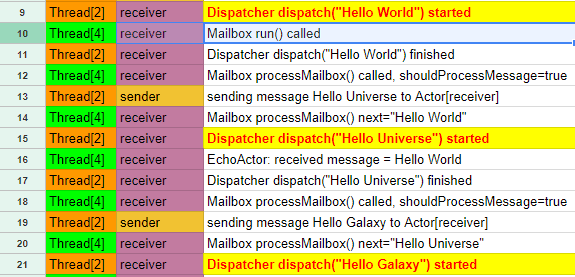 9 Thread[2] receiver Dispatcher dispatch("Hello World") started
10 Thread[4] receiver Mailbox run() called
11 Thread[2] receiver Dispatcher dispatch("Hello World") finished
12 Thread[4] receiver Mailbox processMailbox() called, shouldProcessMessage=true
13 Thread[2] sender sending message Hello Universe to Actor[receiver]
14 Thread[4] receiver Mailbox processMailbox() next="Hello World"
15 Thread[2] receiver Dispatcher dispatch("Hello Universe") started
16 Thread[4] receiver EchoActor: received message = Hello World
17 Thread[2] receiver Dispatcher dispatch("Hello Universe") finished
18 Thread[4] receiver Mailbox processMailbox() called, shouldProcessMessage=true
19 Thread[2] sender sending message Hello Galaxy to Actor[receiver]
20 Thread[4] receiver Mailbox processMailbox() next="Hello Universe"
21 Thread[2] receiver Dispatcher dispatch("Hello Galaxy") started